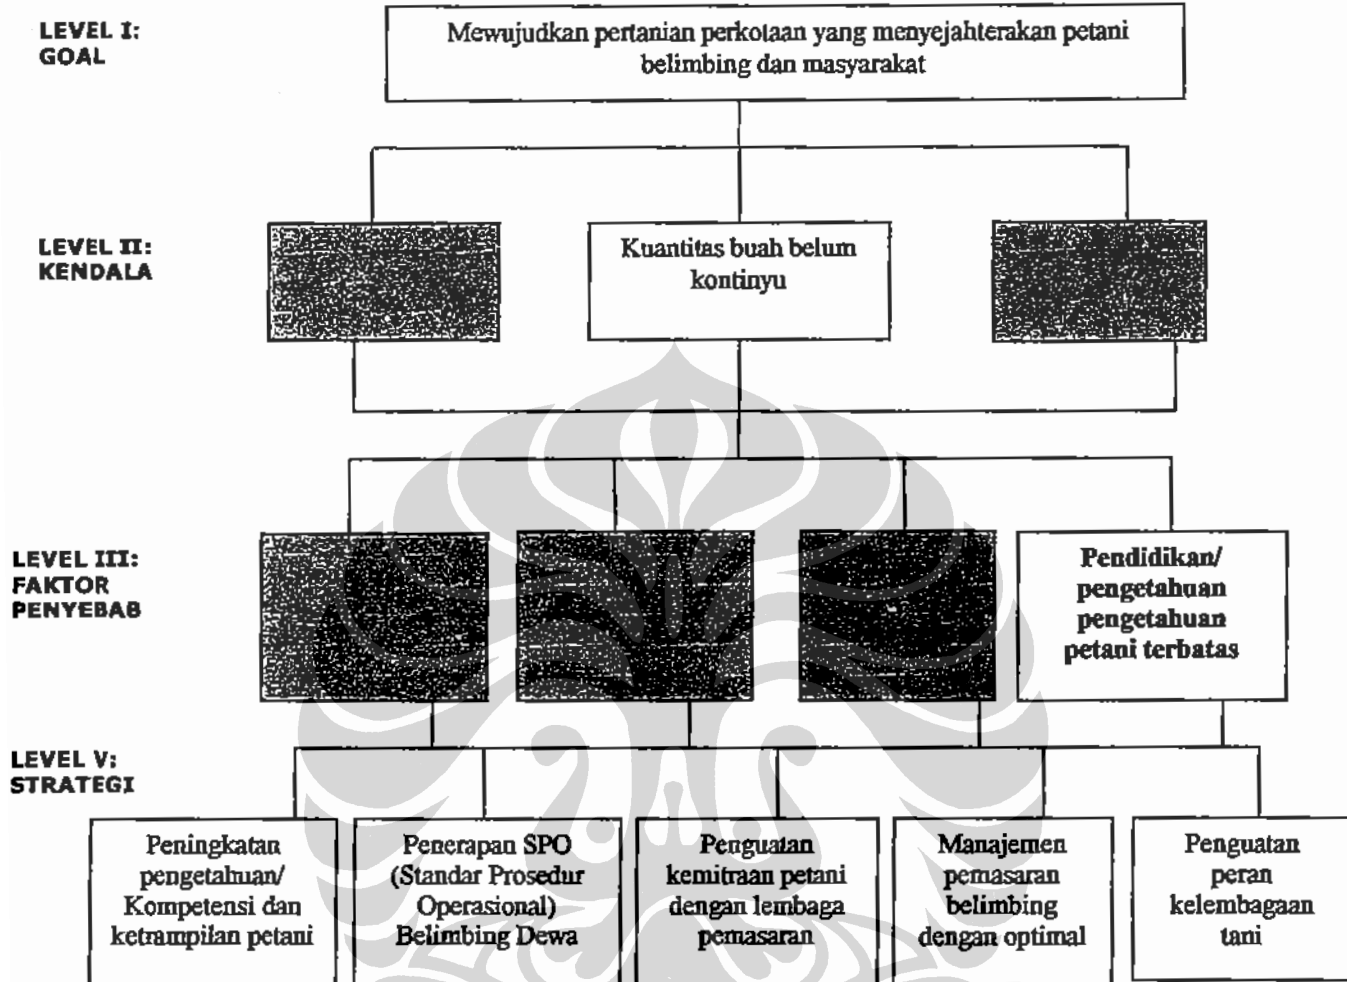 LEVEL I:
GOAL
Mewujudkan pertanian perkotaan yang menyejahterakan petani
belimbing dan masyarakat
LEVEL II:
KENDALA
Kuantitas buah belum
kontinyu
LEVEL III:
FAKTOR
PENYEBAB
Pendidikan/
pengetahuan
pengetahuan
petani terbatas
LEVEL V:
STRATEGI
Peningkatan
pengetahuan/
Kompetensi dan
ketrampilan petani
Penerapan SPO
(Standar Prosedur
Operasional)
Belimbing Dewa
Penguatan
kemitraan petani
dengan lembaga
pemasaran
Manajemen
pemasaran
belimbing
dengan optimal
Penguatan
peran
kelembagaan
tani